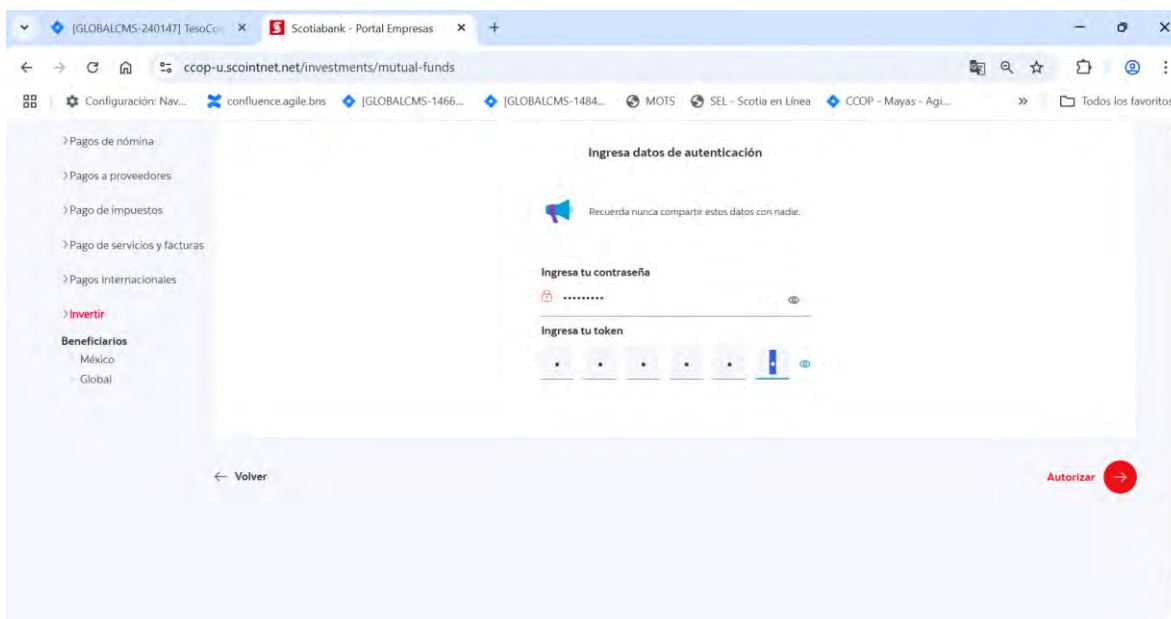 [GLOBALCMS-240147] TesoCo
Scotiabank - Portal Empresas
ccop-u.scointnet.net/investments/mutual-funds
Configuración: Nav...
confluence.agile.bns
[GLOBALCMS-1466...
[GLOBALCMS-1484...
MOTS
SEL - Scotia en Línea
CCOP - Mayas - Agi...
»
Todos los favoritos
Pagos de nómina
Pagos a proveedores
Pago de impuestos
Pago de servicios y facturas
Pagos internacionales
Invertir
Beneficiarios
México
Global
Ingresa datos de autenticación
Recuerda nunca compartir estos datos con nadie.
Ingresa tu contraseña
•••••••••
Ingresa tu token
• • • • • •
← Volver
Autorizar →